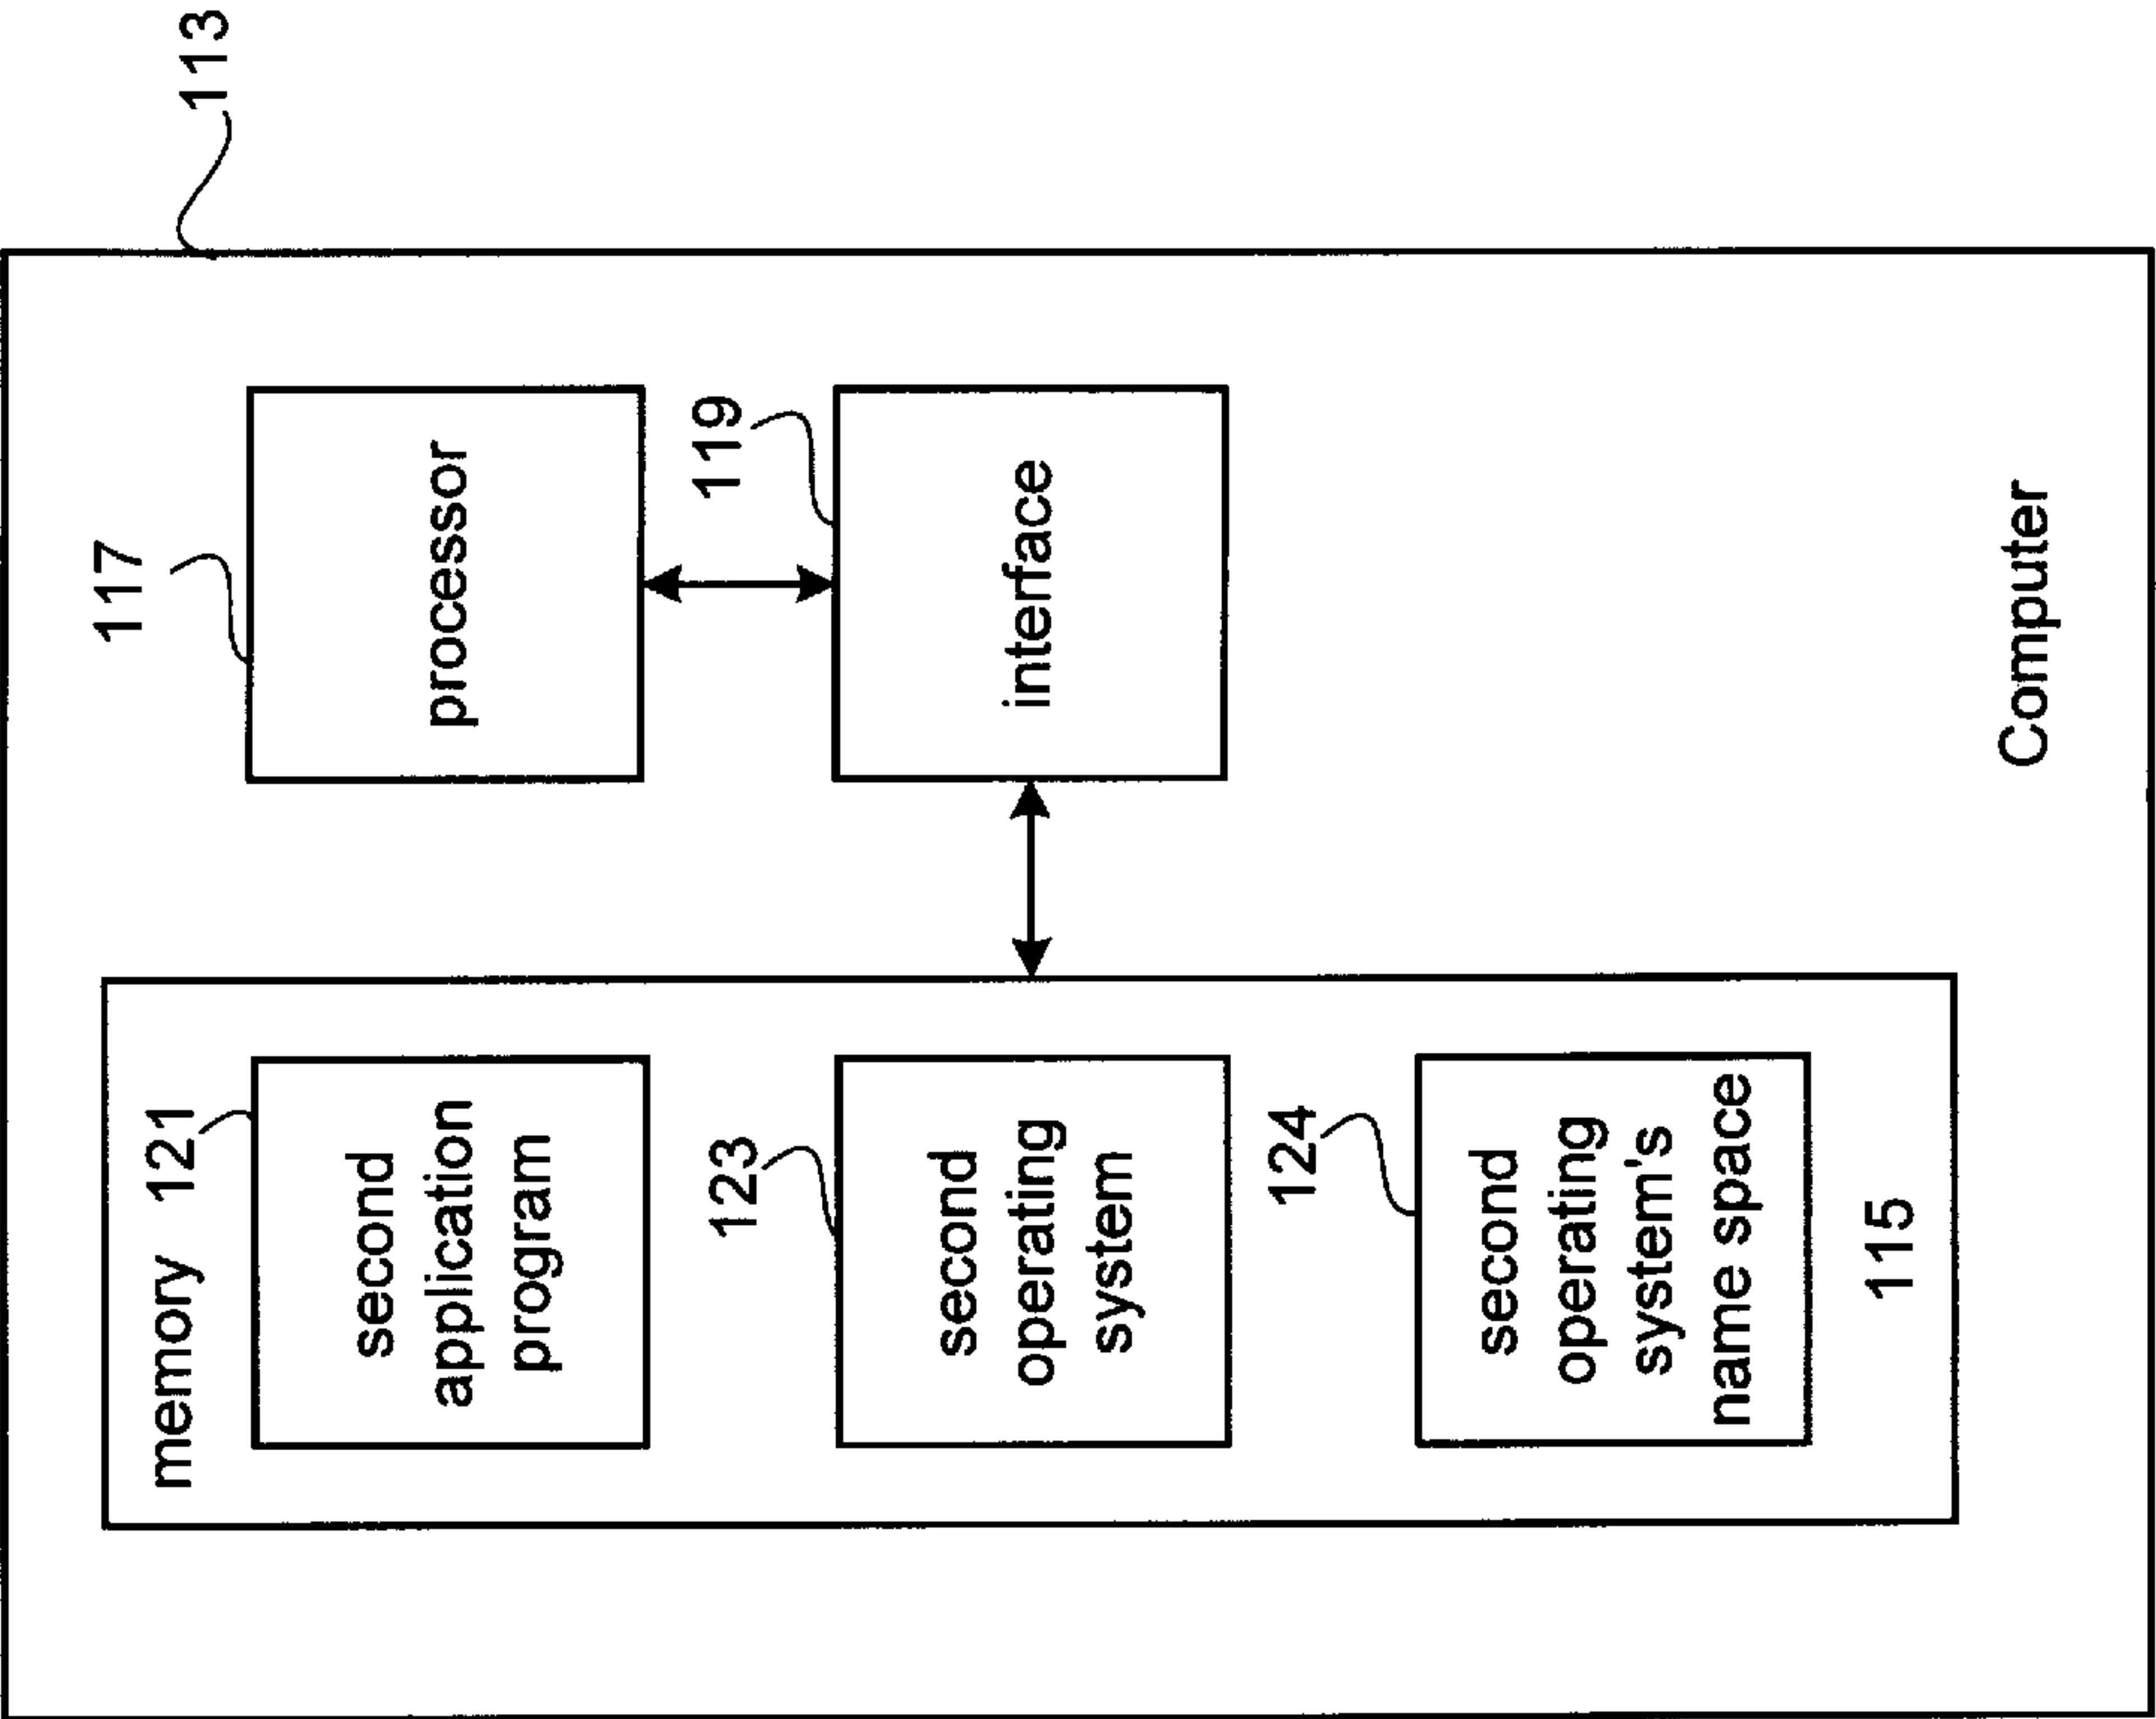 113
memory
121
second
application
program
123
second
operating
system
124
second
operating
system's
name space
115
117
processor
119
interface
Computer